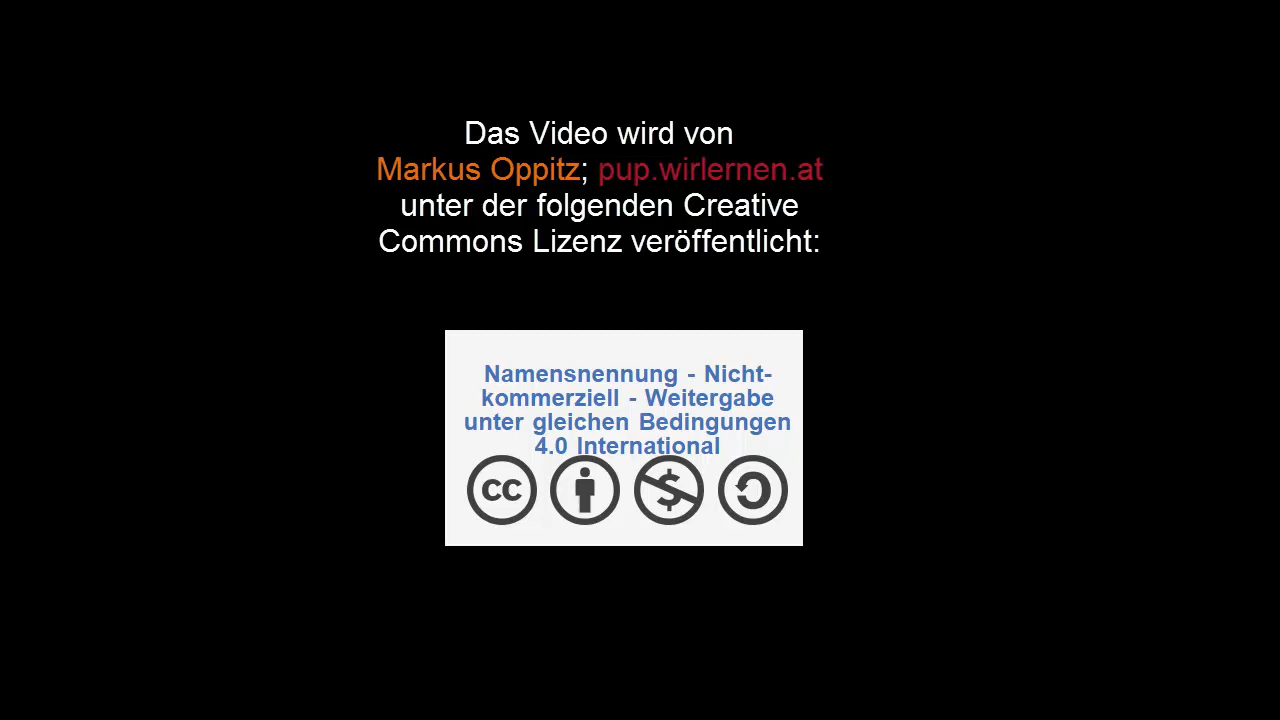 Das Video wird von
Markus Oppitz; pup.wirlernen.at
unter der folgenden Creative
Commons Lizenz veröffentlicht:
Namensnennung - Nicht-
kommerziell - Weitergabe
unter gleichen Bedingungen
4.0 International
cc